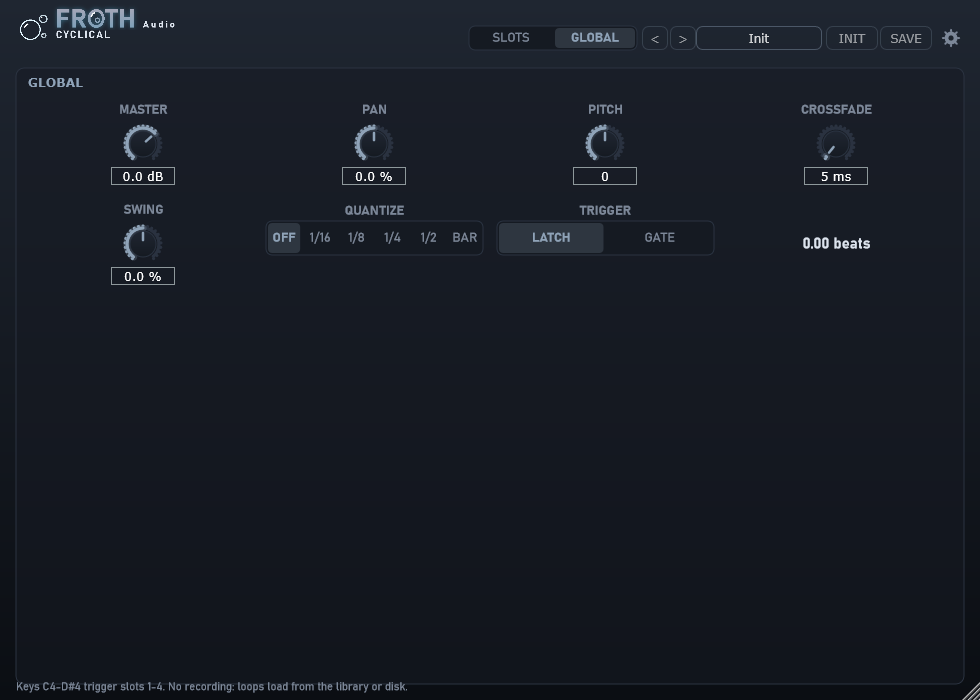 FROTH Audio
CYCLICAL
SLOTS GLOBAL < > Init INIT SAVE
GLOBAL
MASTER PAN PITCH CROSSFADE
0.0 dB 0.0 % 0 5 ms
SWING QUANTIZE TRIGGER
OFF 1/16 1/8 1/4 1/2 BAR LATCH GATE 0.00 beats
0.0 %
Keys C4-D#4 trigger slots 1-4. No recording: loops load from the library or disk.